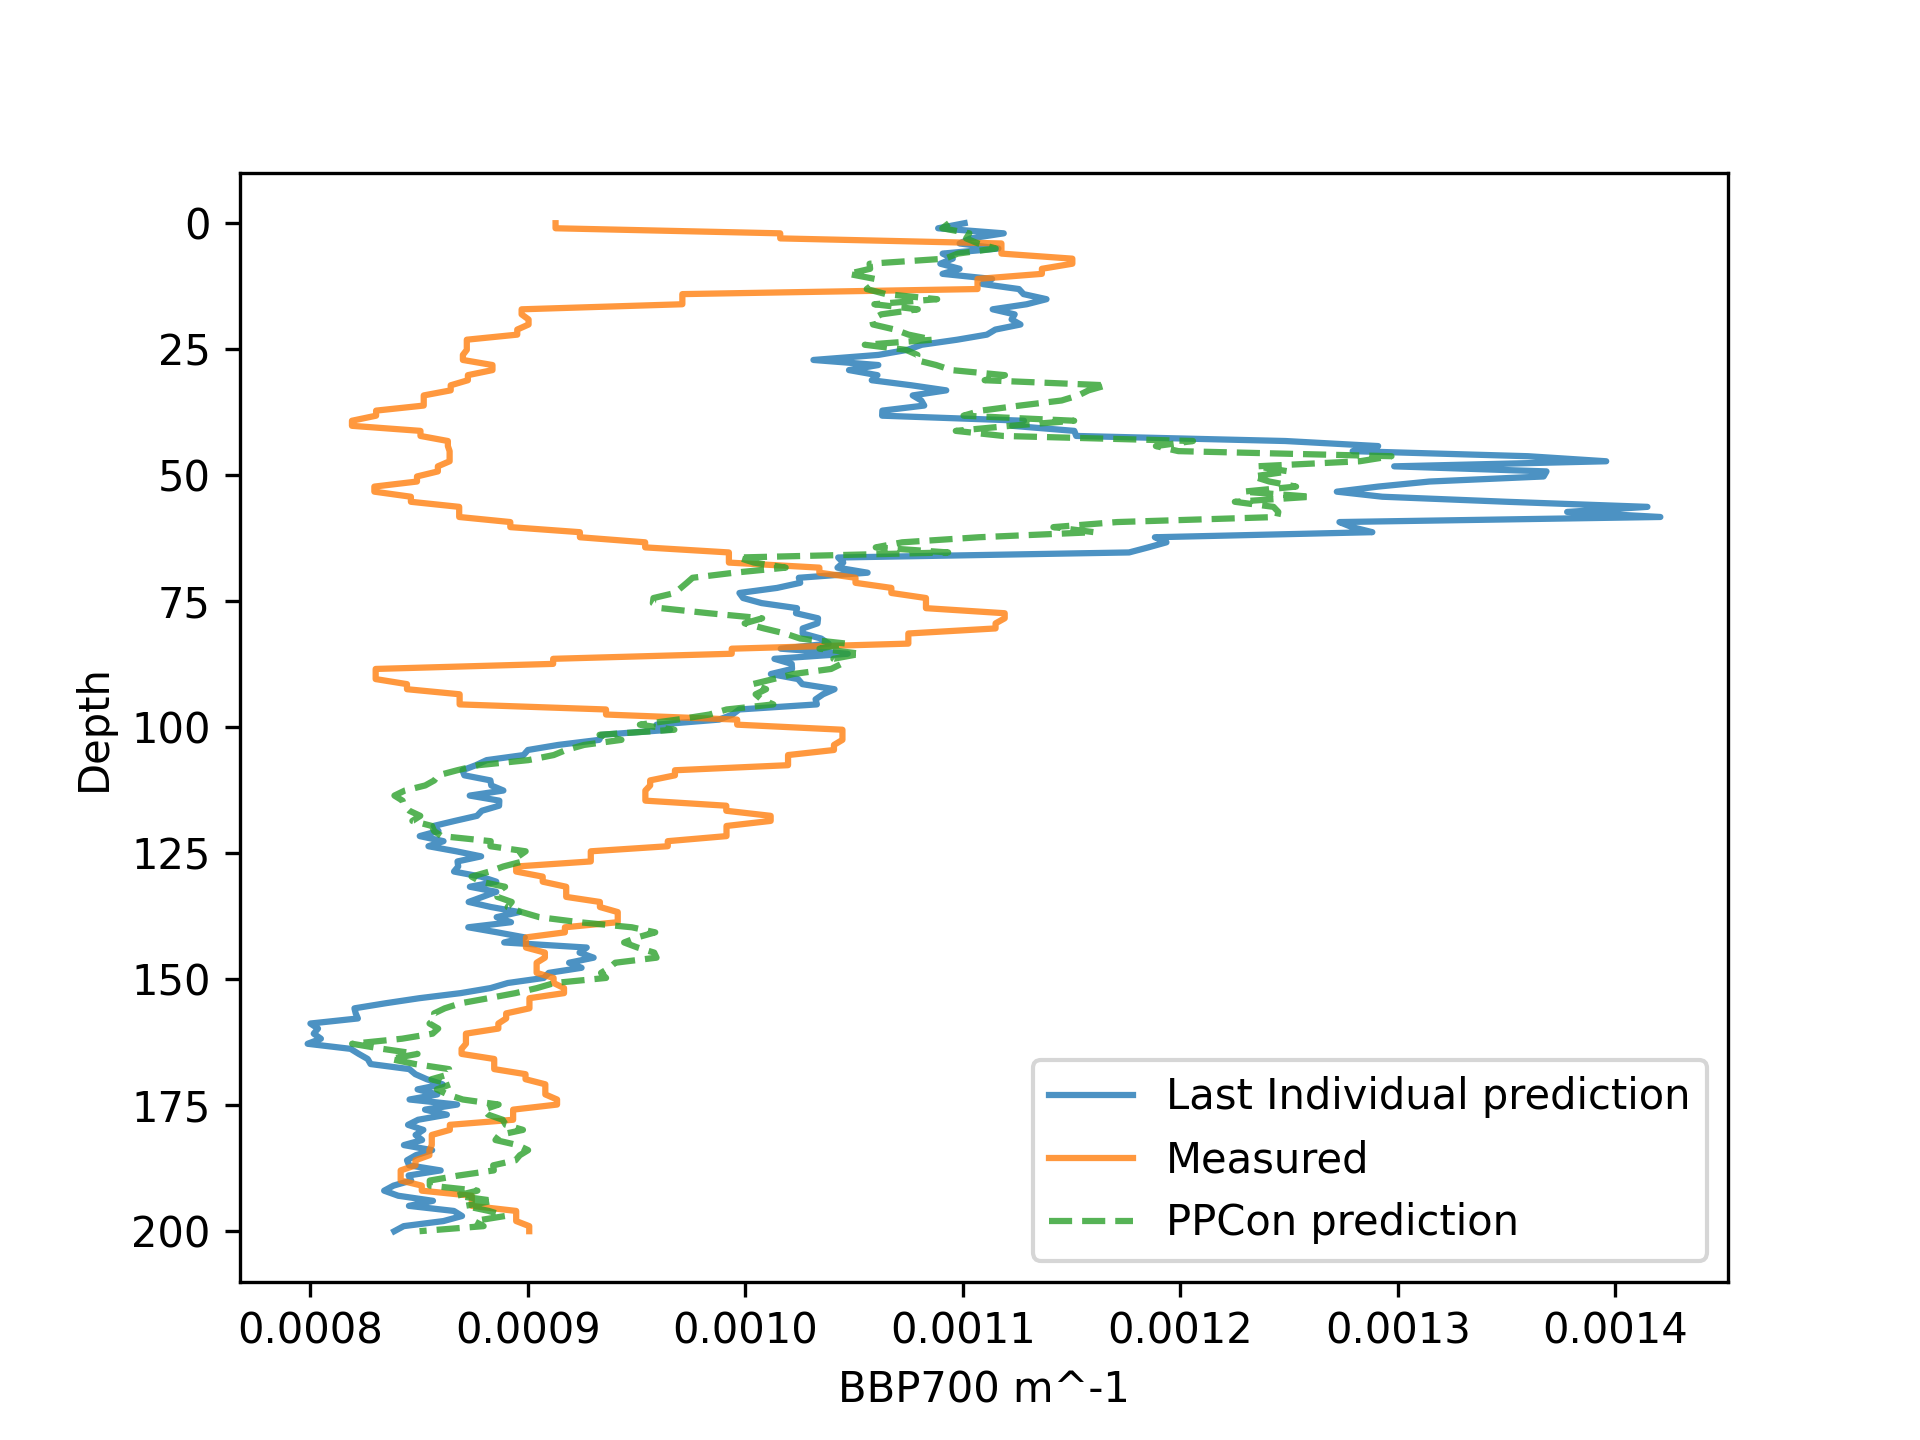 0
25
50
75
100
125
150
175
200
Depth
0.0008 0.0009 0.0010 0.0011 0.0012 0.0013 0.0014
BBP700 m^-1
Last Individual prediction
Measured
PPCon prediction